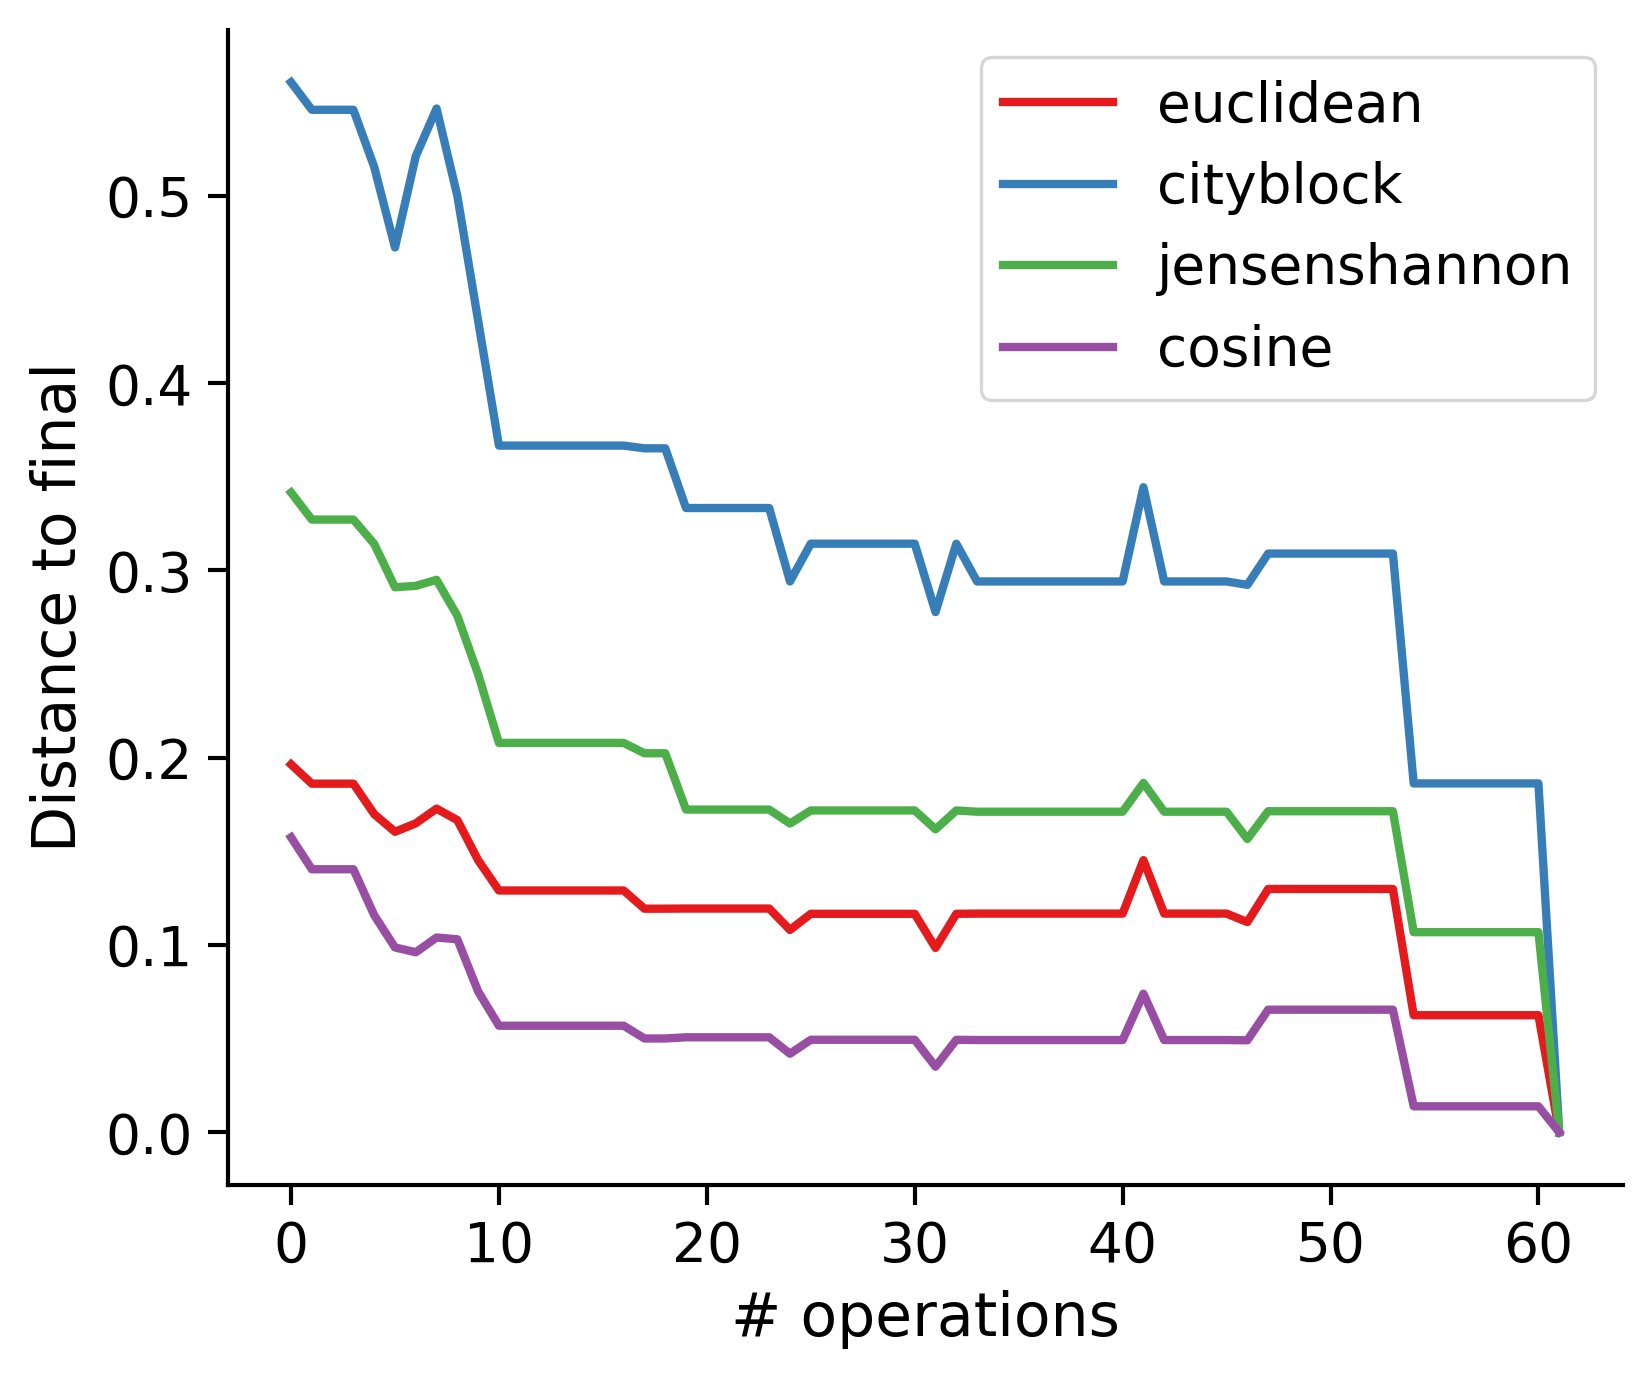 euclidean
cityblock
jensenshannon
cosine
Distance to final
0.5
0.4
0.3
0.2
0.1
0.0
0 10 20 30 40 50 60
# operations